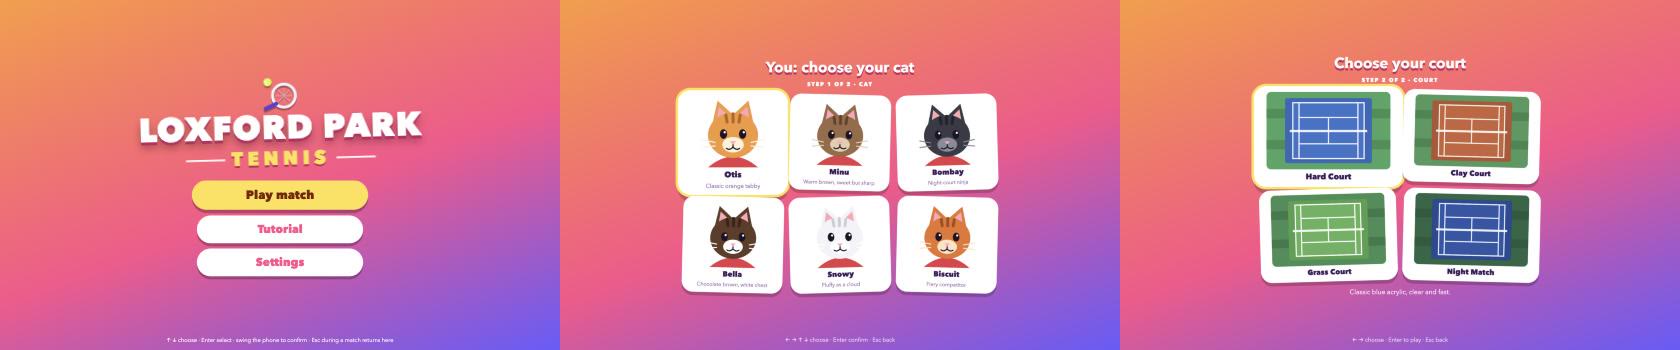 LOXFORD PARK
TENNIS
Play match
Tutorial
Settings
↑ ↓ choose · Enter select · swing the phone to confirm · Esc during a match returns here
You: choose your cat
STEP 1 OF 2 · CAT
Otis
Classic orange tabby
Minu
Warm brown, sweet but sharp
Bombay
Night-court ninja
Bella
Chocolate brown, white chest
Snowy
Fluffy as a cloud
Biscuit
Fiery competitor
← → ↑ ↓ choose · Enter confirm · Esc back
Choose your court
STEP 2 OF 2 · COURT
Hard Court
Clay Court
Grass Court
Night Match
Classic blue acrylic, clear and fast.
← → choose · Enter to play · Esc back